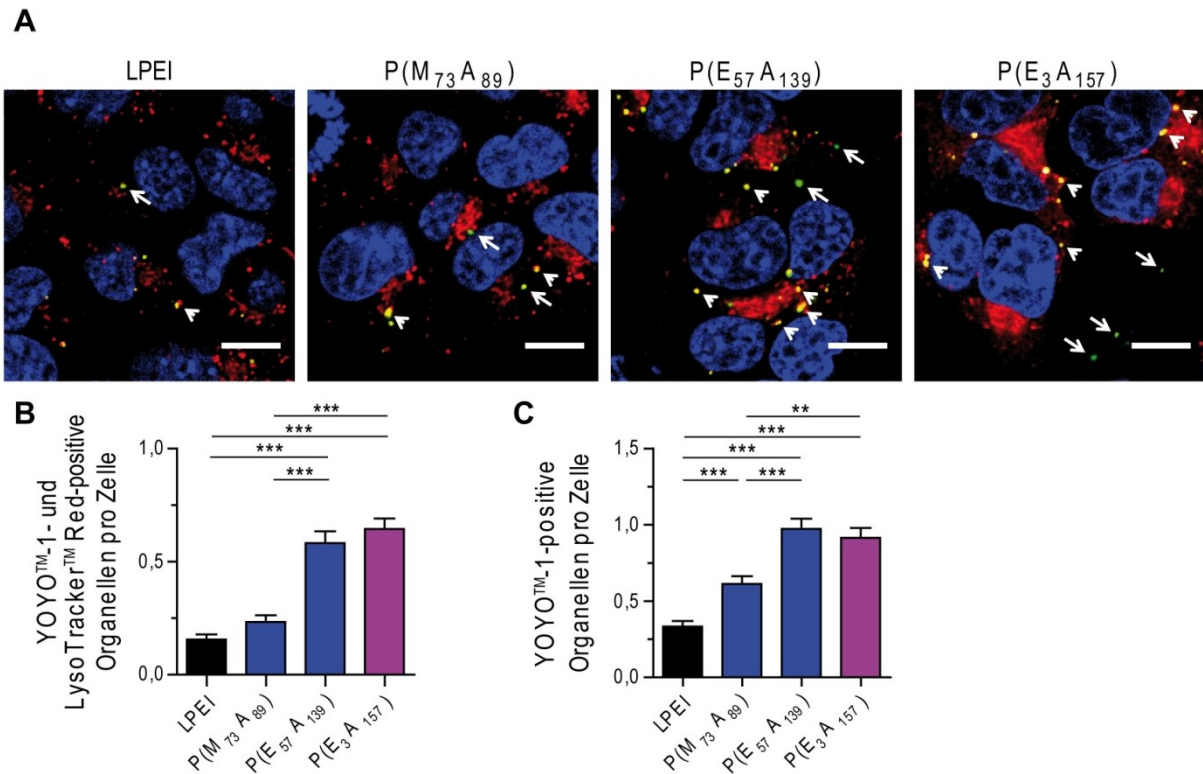 A
LPEI
P(M73A89)
P(E57A139)
P(E3A157)
B
YOYO™-1- und
LysoTracker™ Red-positive
Organellen pro Zelle
***
***
***
***
1,0
0,5
0,0
LPEI
P(M73A89)
P(E57A139)
P(E3A157)
C
YOYO™-1-positive
Organellen pro Zelle
**
***
***
*** ***
1,5
1,0
0,5
0,0
LPEI
P(M73A89)
P(E57A139)
P(E3A157)